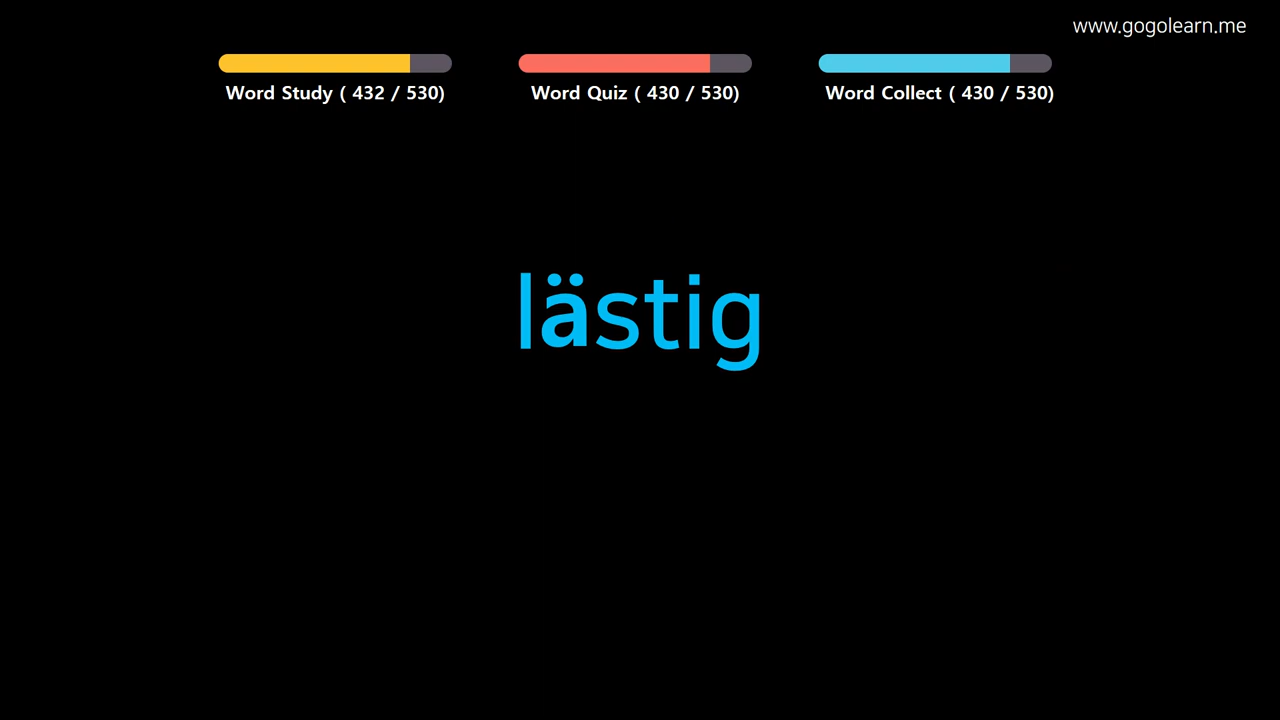 www.gogolearn.me
Word Study ( 432 / 530)
Word Quiz ( 430 / 530)
Word Collect ( 430 / 530)
lästig